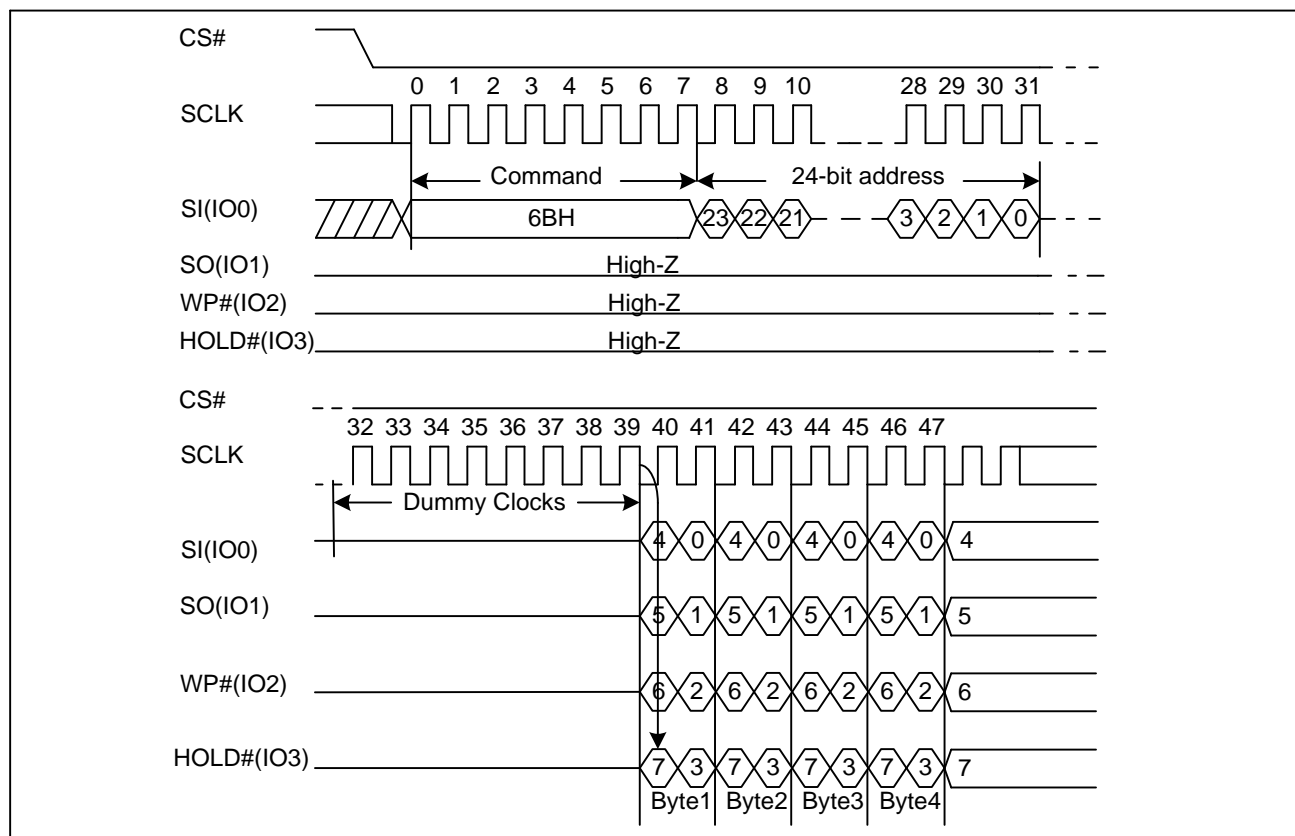 CS#
0 1 2 3 4 5 6 7 8 9 10 28 29 30 31
SCLK
Command 24-bit address
SI(IO0) 6BH 23 22 21 3 2 1 0
SO(IO1) High-Z
WP#(IO2) High-Z
HOLD#(IO3) High-Z
CS#
32 33 34 35 36 37 38 39 40 41 42 43 44 45 46 47
SCLK
Dummy Clocks
SI(IO0) 4 0 4 0 4 0 4 0 4
SO(IO1) 5 1 5 1 5 1 5 1 5
WP#(IO2) 6 2 6 2 6 2 6 2 6
HOLD#(IO3) 7 3 7 3 7 3 7 3 7
Byte1 Byte2 Byte3 Byte4